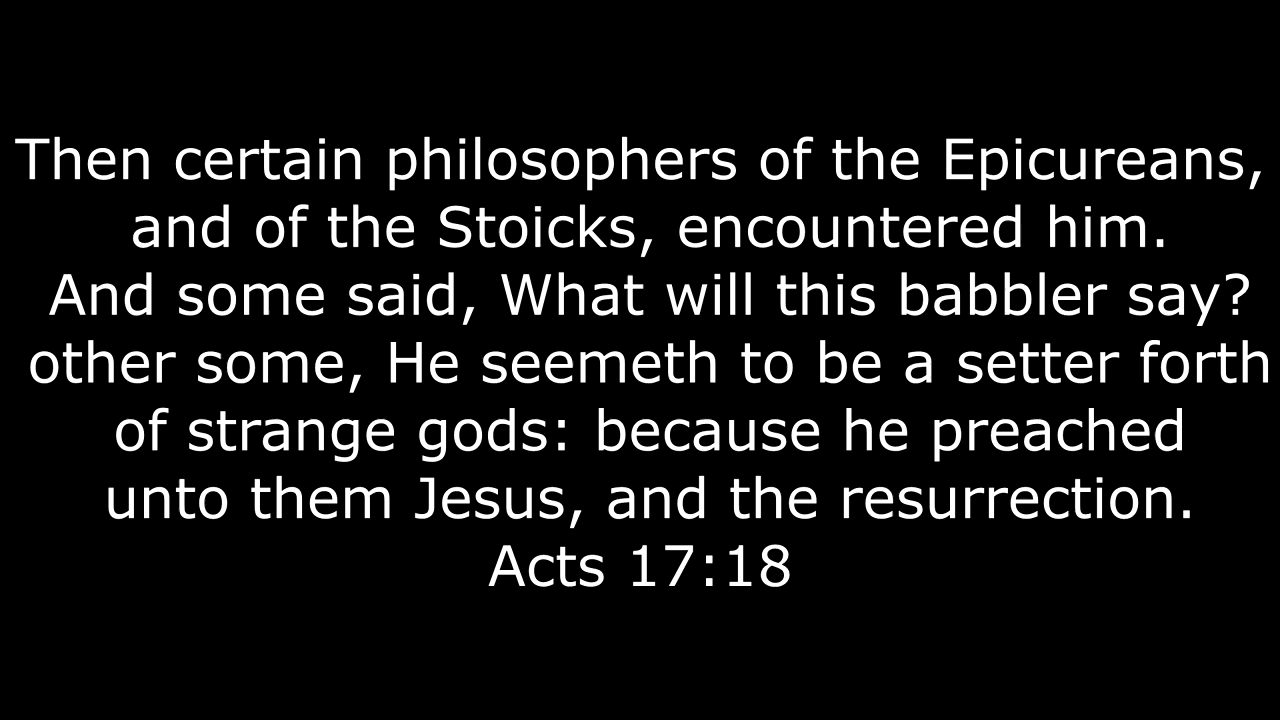 Then certain philosophers of the Epicureans,
and of the Stoicks, encountered him.
And some said, What will this babbler say?
other some, He seemeth to be a setter forth
of strange gods: because he preached
unto them Jesus, and the resurrection.
Acts 17:18